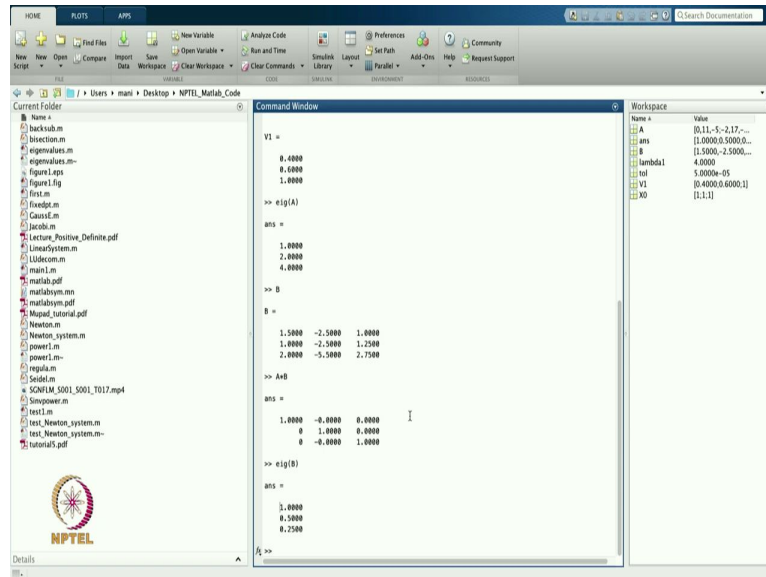 HOME PLOTS APPS
Search Documentation
New Script New Open Find Files Compare Import Data Save Workspace New Variable Open Variable Clear Workspace Analyze Code Run and Time Clear Commands Simulink Library Layout Preferences Set Path Parallel Add-Ons Help Community Request Support
FILE VARIABLE CODE SIMULINK ENVIRONMENT RESOURCES
/ Users mani Desktop NPTEL_Matlab_Code
Current Folder
Name
backsub.m
bisection.m
eigenvalues.m
eigenvalues.m~
figure1.eps
figure1.fig
first.m
fixedpt.m
GaussE.m
Jacobi.m
Lecture_Positive_Definite.pdf
LinearSystem.m
LUdecom.m
main1.m
matlab.pdf
matlabsym.mn
matlabsym.pdf
Mupad_tutorial.pdf
Newton.m
Newton_system.m
power1.m
power1.m~
regula.m
Seidel.m
SGNFLM_S001_S001_T017.mp4
Sinvpower.m
test1.m
test_Newton_system.m
test_Newton_system.m~
tutorial5.pdf
NPTEL
Details
Command Window
V1 =
0.4000
0.6000
1.0000
>> eig(A)
ans =
1.0000
2.0000
4.0000
>> B
B =
1.5000 -2.5000 1.0000
1.0000 -2.5000 1.2500
2.0000 -5.5000 2.7500
>> A*B
ans =
1.0000 -0.0000 0.0000
0 1.0000 0.0000
0 -0.0000 1.0000
>> eig(B)
ans =
1.0000
0.5000
0.2500
fx >>
Workspace
Name Value
A [0,11,-5;-2,17,-...
ans [1.0000;0.5000;0...
B [1.5000,-2.5000,...
lambda1 4.0000
tol 5.0000e-05
V1 [0.4000;0.6000;1]
X0 [1;1;1]